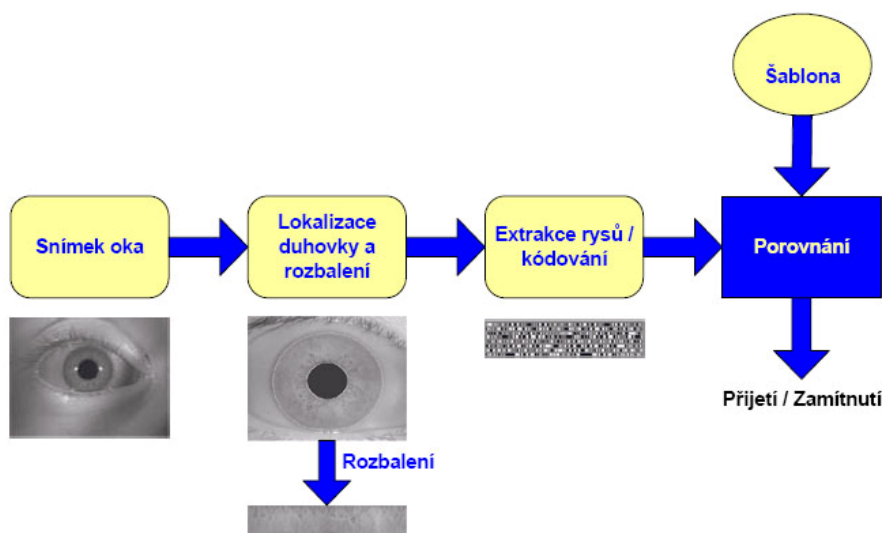 Šablona
Snímek oka
Lokalizace
duhovky a
rozbalení
Extrakce rysů /
kódování
Porovnání
Přijetí / Zamítnutí
Rozbalení